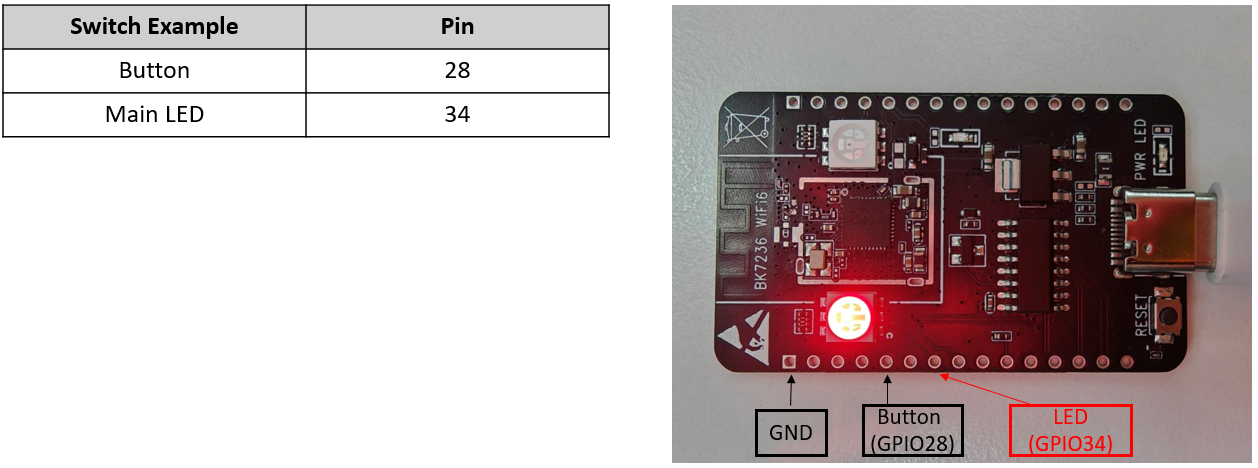 Switch Example Pin
Button 28
Main LED 34
PWR LED
BK7236 WiFi6
RESET
C
GND
Button
(GPIO28)
LED
(GPIO34)